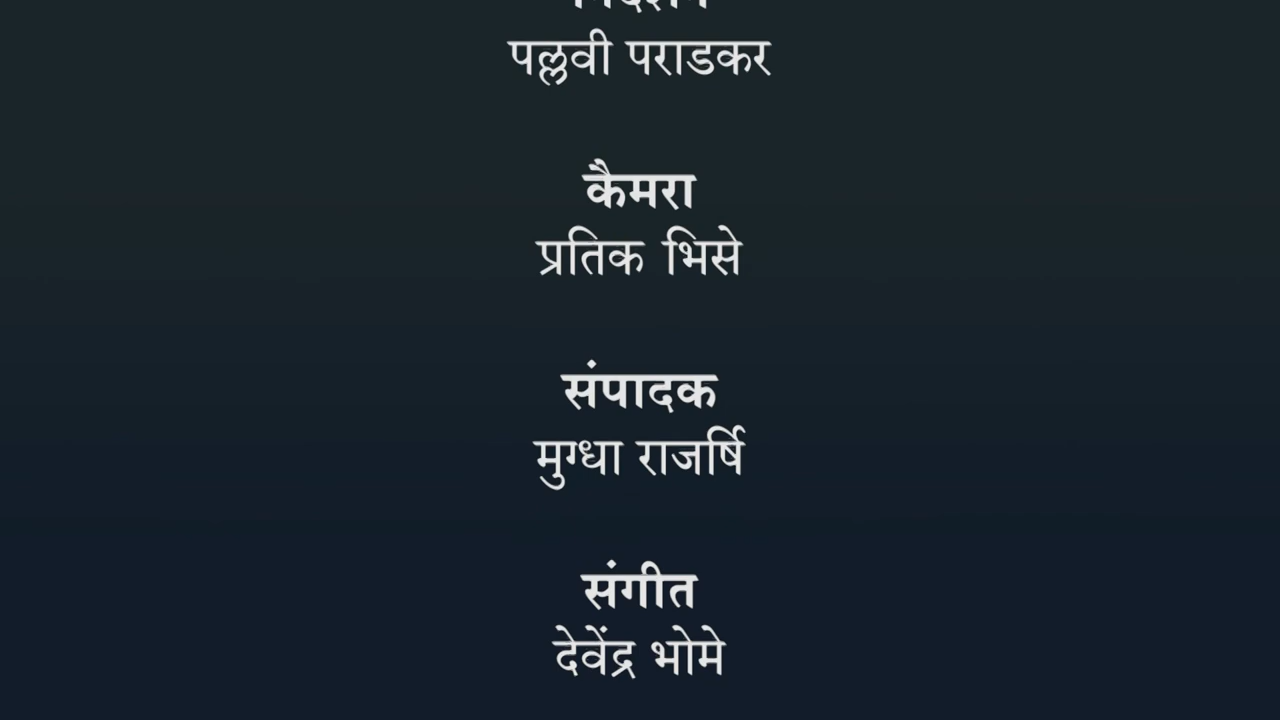 पल्लवी पराडकर
कैमरा
प्रतिक भिसे
संपादक
मुग्धा राजर्षि
संगीत
देवेंद्र भोमे